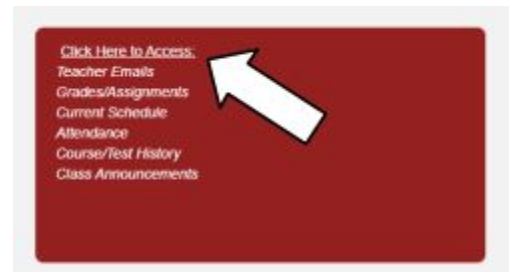 Click Here to Access:
Teacher Emails
Grades/Assignments
Current Schedule
Attendance
Course/Test History
Class Announcements